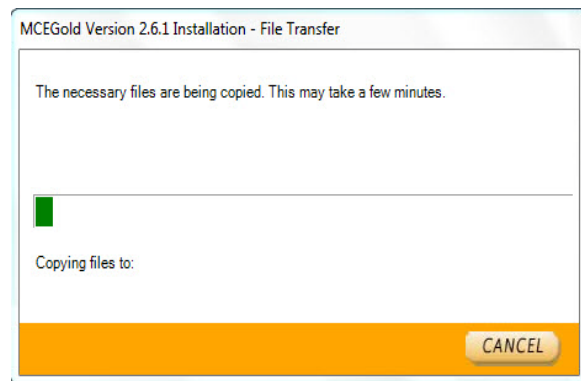 MCEGold Version 2.6.1 Installation - File Transfer
The necessary files are being copied. This may take a few minutes.
Copying files to:
CANCEL